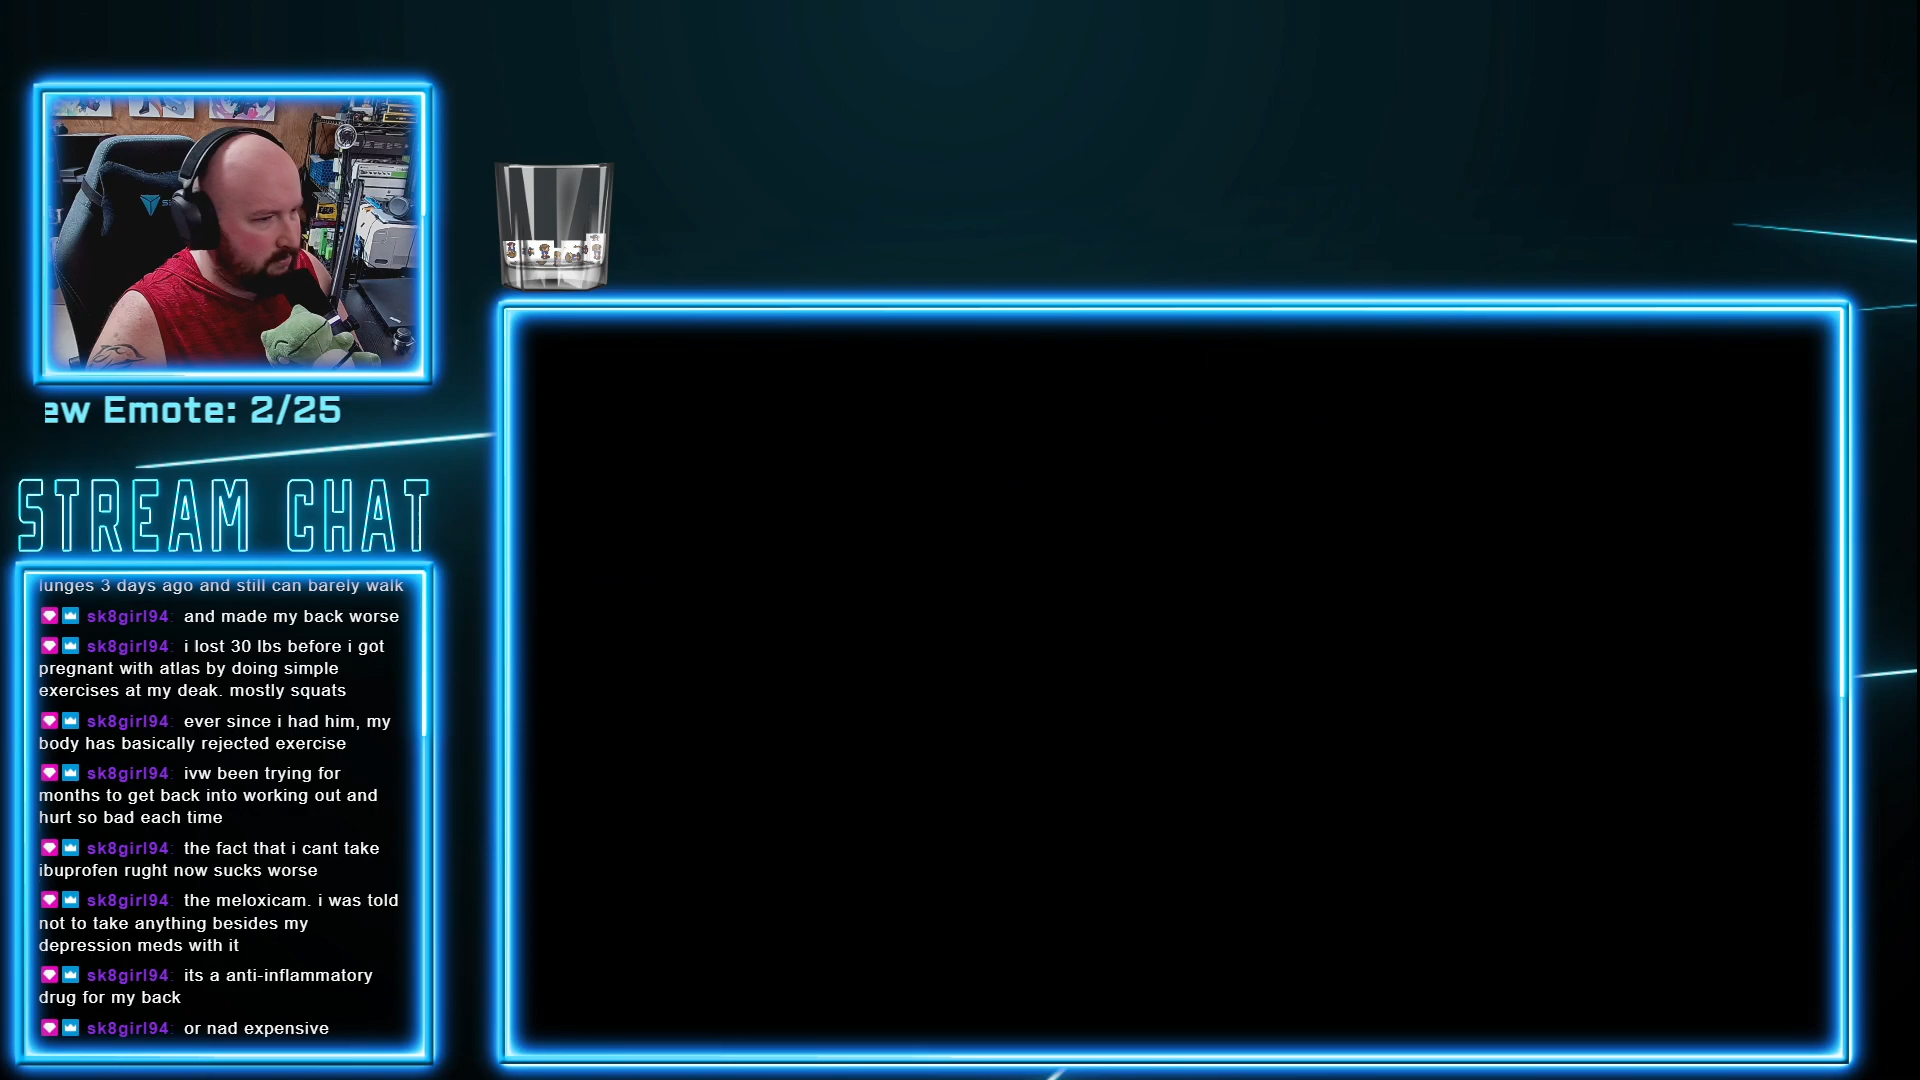 ew Emote: 2/25
STREAM CHAT
lunges 3 days ago and still can barely walk
sk8girl94: and made my back worse
sk8girl94: i lost 30 lbs before i got
pregnant with atlas by doing simple
exercises at my deak. mostly squats
sk8girl94: ever since i had him, my
body has basically rejected exercise
sk8girl94: ivw been trying for
months to get back into working out and
hurt so bad each time
sk8girl94: the fact that i cant take
ibuprofen rught now sucks worse
sk8girl94: the meloxicam. i was told
not to take anything besides my
depression meds with it
sk8girl94: its a anti-inflammatory
drug for my back
sk8girl94: or nad expensive